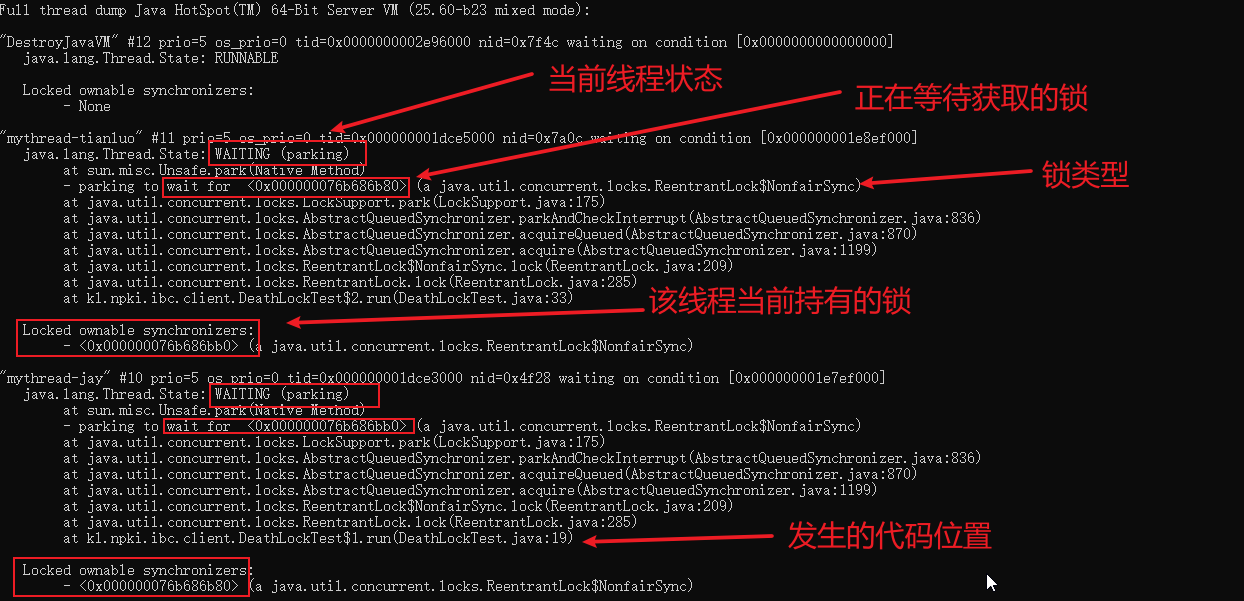 Full thread dump Java HotSpot(TM) 64-Bit Server VM (25.60-b23 mixed mode):
"DestroyJavaVM" #12 prio=5 os_prio=0 tid=0x0000000002e96000 nid=0x7f4c waiting on condition [0x0000000000000000]
java.lang.Thread.State: RUNNABLE
当前线程状态
Locked ownable synchronizers:
- None
正在等待获取的锁
"mythread-tianluo" #11 prio=5 os_prio=0 tid=0x000000001dce5000 nid=0x7a0c waiting on condition [0x000000001e8ef000]
java.lang.Thread.State: WAITING (parking)
at sun.misc.Unsafe.park(Native Method)
- parking to wait for  <0x000000076b686b80> (a java.util.concurrent.locks.ReentrantLock$NonfairSync)
锁类型
at java.util.concurrent.locks.LockSupport.park(LockSupport.java:175)
at java.util.concurrent.locks.AbstractQueuedSynchronizer.parkAndCheckInterrupt(AbstractQueuedSynchronizer.java:836)
at java.util.concurrent.locks.AbstractQueuedSynchronizer.acquireQueued(AbstractQueuedSynchronizer.java:870)
at java.util.concurrent.locks.AbstractQueuedSynchronizer.acquire(AbstractQueuedSynchronizer.java:1199)
at java.util.concurrent.locks.ReentrantLock$NonfairSync.lock(ReentrantLock.java:209)
at java.util.concurrent.locks.ReentrantLock.lock(ReentrantLock.java:285)
at kl.npki.ibc.client.DeathLockTest$2.run(DeathLockTest.java:33)
该线程当前持有的锁
Locked ownable synchronizers:
- <0x000000076b686bb0> (a java.util.concurrent.locks.ReentrantLock$NonfairSync)
"mythread-jay" #10 prio=5 os_prio=0 tid=0x000000001dce3000 nid=0x4f28 waiting on condition [0x000000001e7ef000]
java.lang.Thread.State: WAITING (parking)
at sun.misc.Unsafe.park(Native Method)
- parking to wait for  <0x000000076b686bb0> (a java.util.concurrent.locks.ReentrantLock$NonfairSync)
at java.util.concurrent.locks.LockSupport.park(LockSupport.java:175)
at java.util.concurrent.locks.AbstractQueuedSynchronizer.parkAndCheckInterrupt(AbstractQueuedSynchronizer.java:836)
at java.util.concurrent.locks.AbstractQueuedSynchronizer.acquireQueued(AbstractQueuedSynchronizer.java:870)
at java.util.concurrent.locks.AbstractQueuedSynchronizer.acquire(AbstractQueuedSynchronizer.java:1199)
at java.util.concurrent.locks.ReentrantLock$NonfairSync.lock(ReentrantLock.java:209)
at java.util.concurrent.locks.ReentrantLock.lock(ReentrantLock.java:285)
at kl.npki.ibc.client.DeathLockTest$1.run(DeathLockTest.java:19)
发生的代码位置
Locked ownable synchronizers:
- <0x000000076b686b80> (a java.util.concurrent.locks.ReentrantLock$NonfairSync)